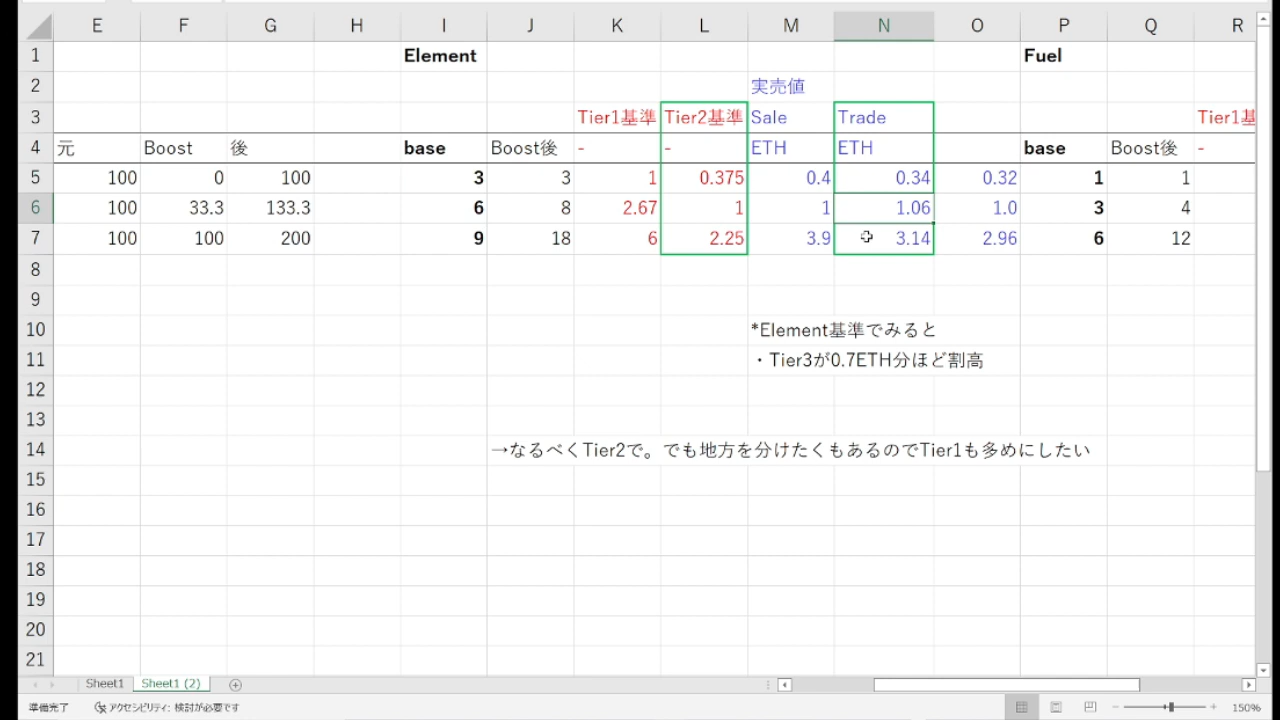 E F G H I J K L M N O P Q R
1 Element Fuel
2 実売値
3 Tier1基準 Tier2基準 Sale Trade Tier1基
4 元 Boost 後 base Boost後 - - ETH ETH base Boost後 -
5 100 0 100 3 3 1 0.375 0.4 0.34 0.32 1 1
6 100 33.3 133.3 6 8 2.67 1 1 1.06 1.0 3 4
7 100 100 200 9 18 6 2.25 3.9 3.14 2.96 6 12
8
9
10 *Element基準でみると
11 ・Tier3が0.7ETH分ほど割高
12
13
14 →なるべくTier2で。でも地方を分けたくもあるのでTier1も多めにしたい
15
16
17
18
19
20
21
Sheet1 Sheet1 (2)
準備完了 アクセシビリティ: 検討が必要です 150%